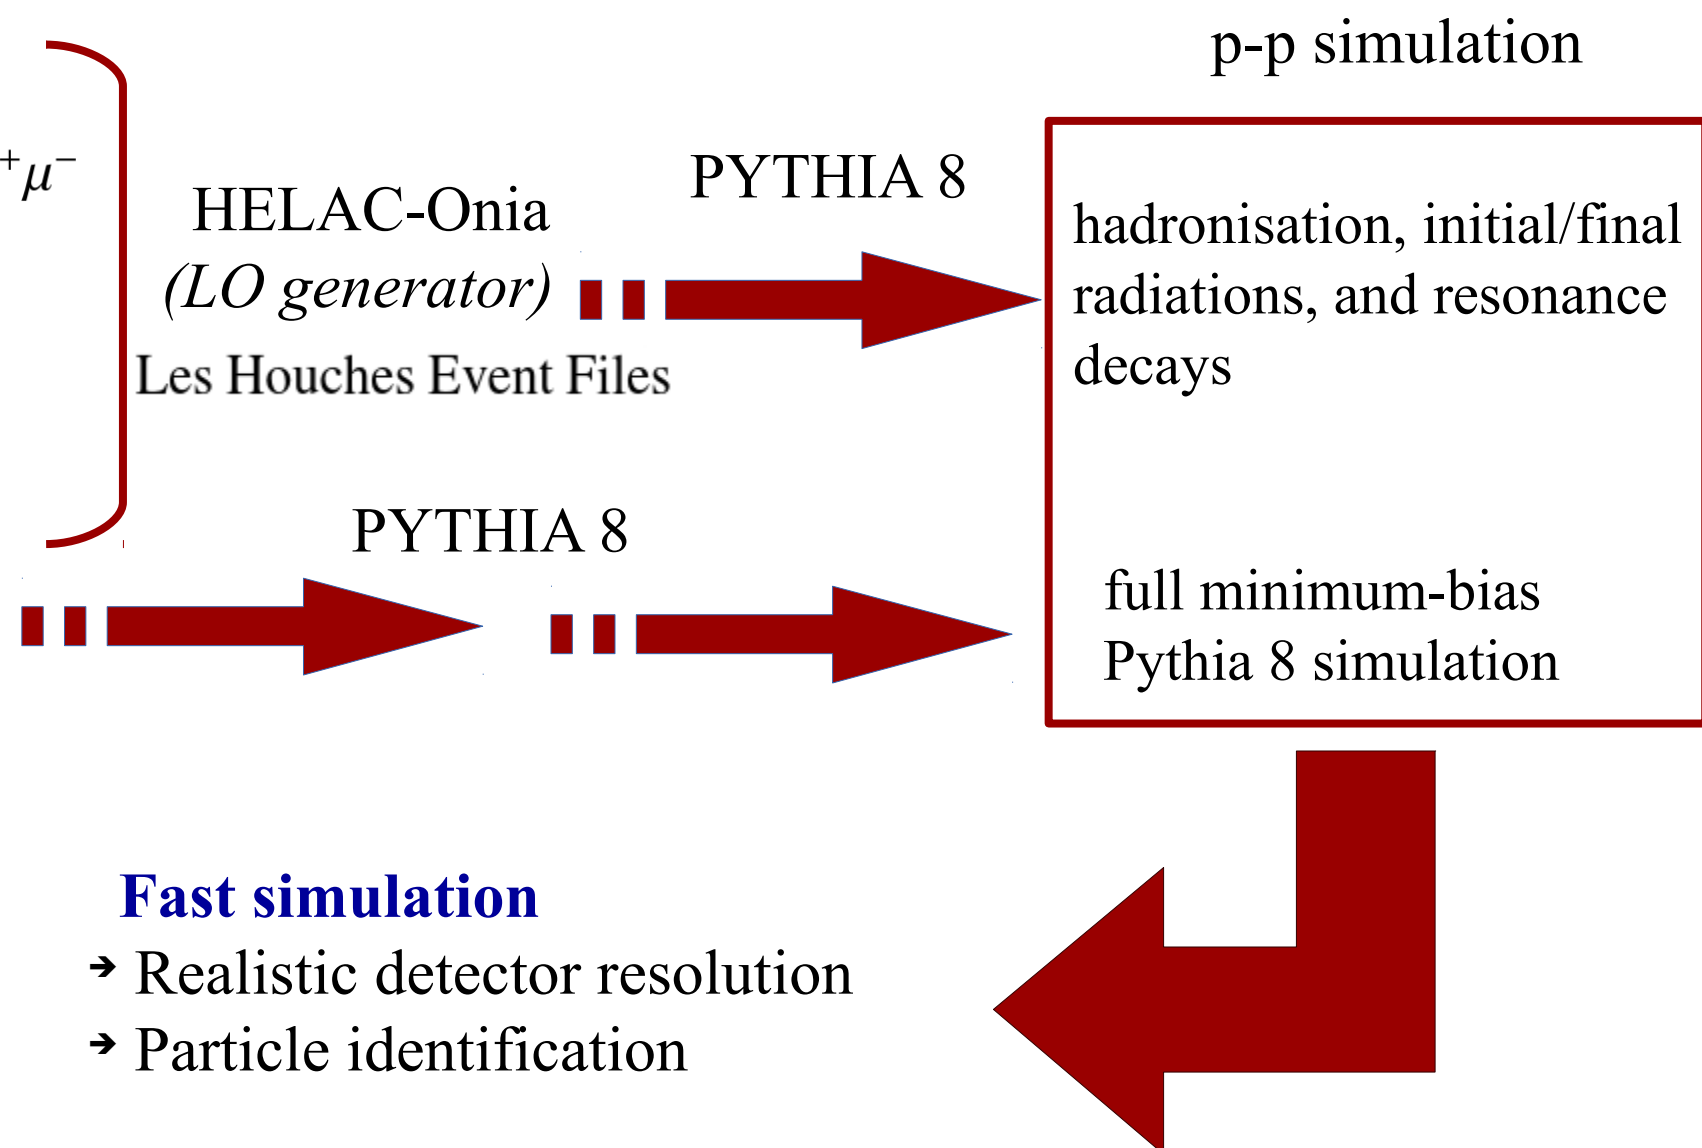 p-p simulation
⁺μ⁻
HELAC-Onia
(LO generator)
Les Houches Event Files
PYTHIA 8
hadronisation, initial/final
radiations, and resonance
decays
PYTHIA 8
full minimum-bias
Pythia 8 simulation
Fast simulation
➔ Realistic detector resolution
➔ Particle identification